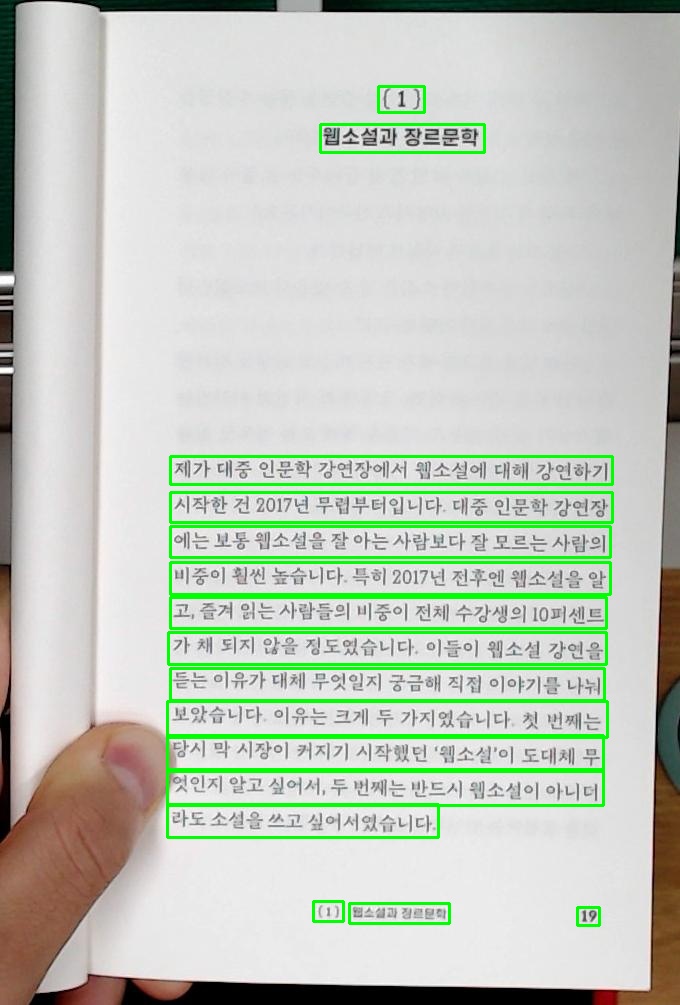 { 1 }
웹소설과 장르문학
제가 대중 인문학 강연장에서 웹소설에 대해 강연하기
시작한 건 2017년 무렵부터입니다. 대중 인문학 강연장
에는 보통 웹소설을 잘 아는 사람보다 잘 모르는 사람의
비중이 훨씬 높습니다. 특히 2017년 전후엔 웹소설을 알
고, 즐겨 읽는 사람들의 비중이 전체 수강생의 10퍼센트
가 채 되지 않을 정도였습니다. 이들이 웹소설 강연을
듣는 이유가 대체 무엇일지 궁금해 직접 이야기를 나눠
보았습니다. 이유는 크게 두 가지였습니다. 첫 번째는
당시 막 시장이 커지기 시작했던 ‘웹소설’이 도대체 무
엇인지 알고 싶어서, 두 번째는 반드시 웹소설이 아니더
라도 소설을 쓰고 싶어서였습니다.
{ 1 } 웹소설과 장르문학 19